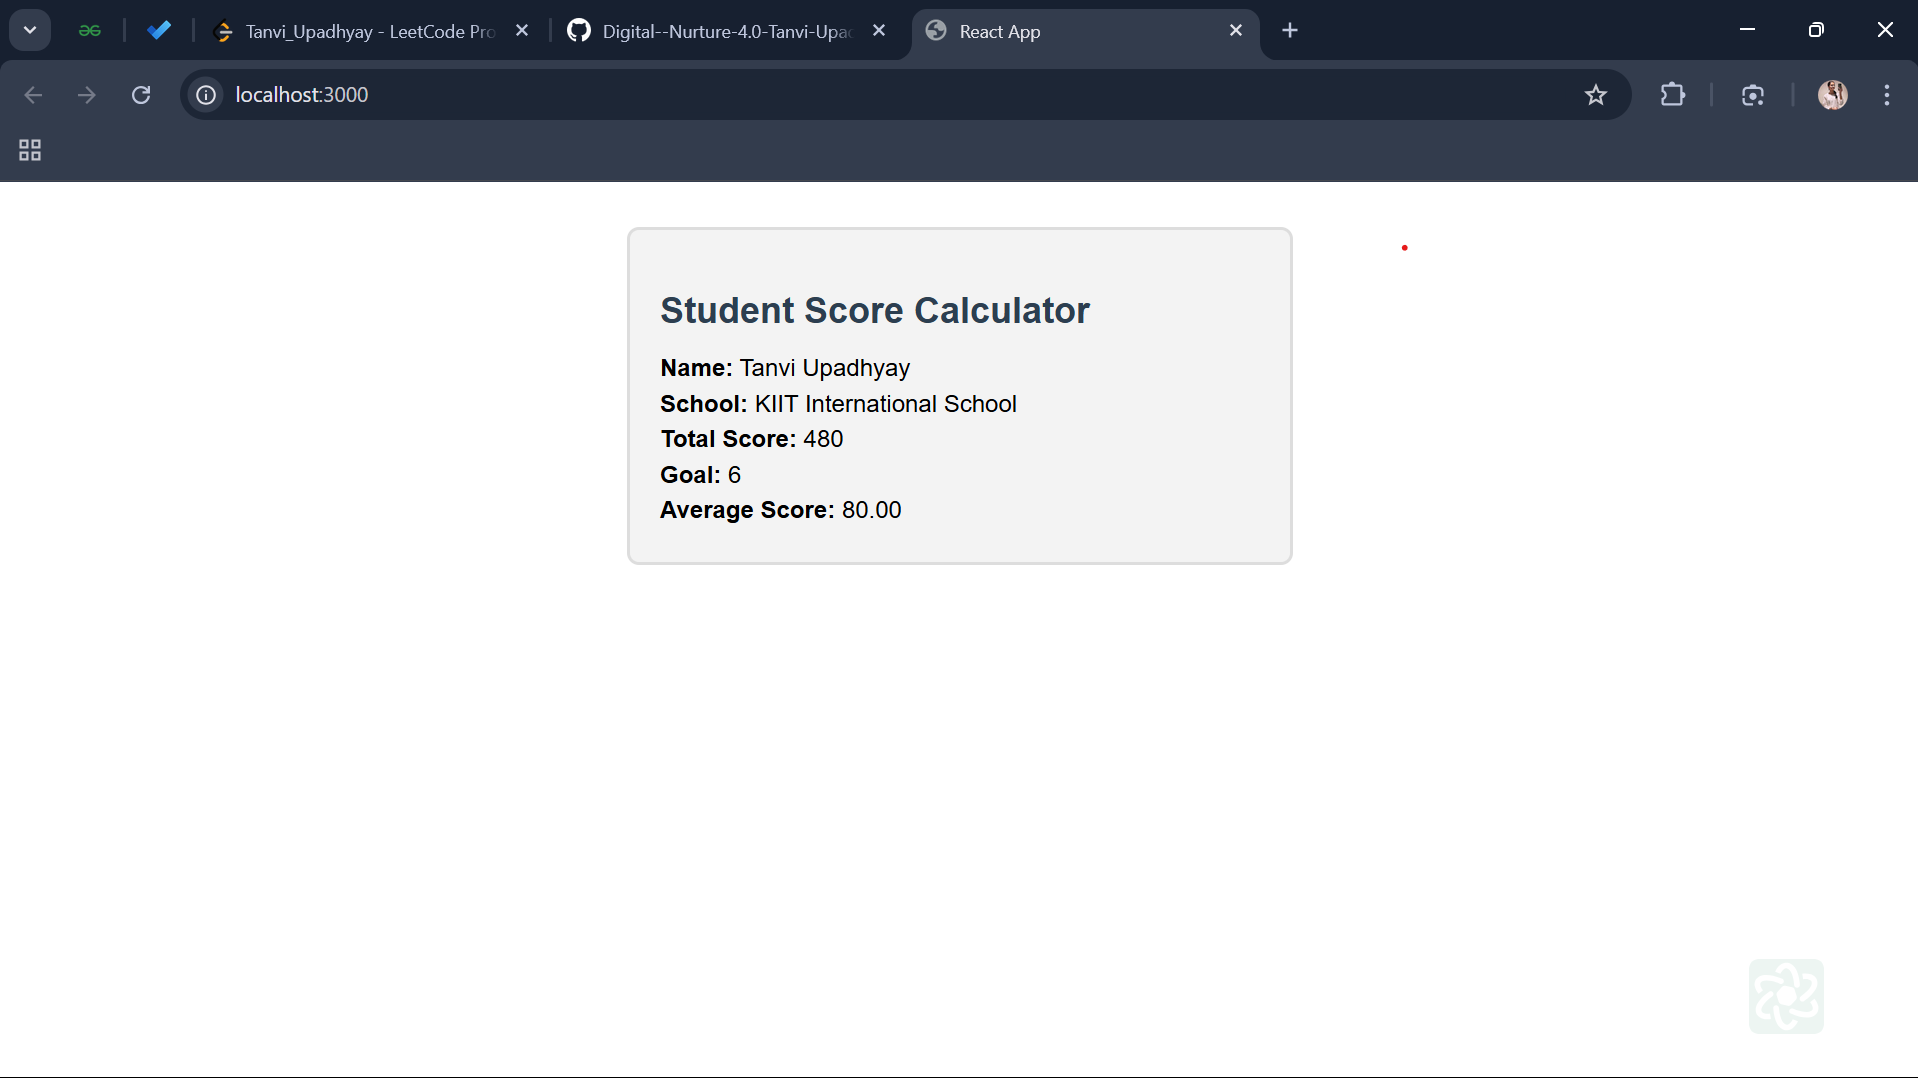 Tanvi_Upadhyay - LeetCode Pro
Digital--Nurture-4.0-Tanvi-Upad
React App
localhost:3000
Student Score Calculator
Name: Tanvi Upadhyay
School: KIIT International School
Total Score: 480
Goal: 6
Average Score: 80.00